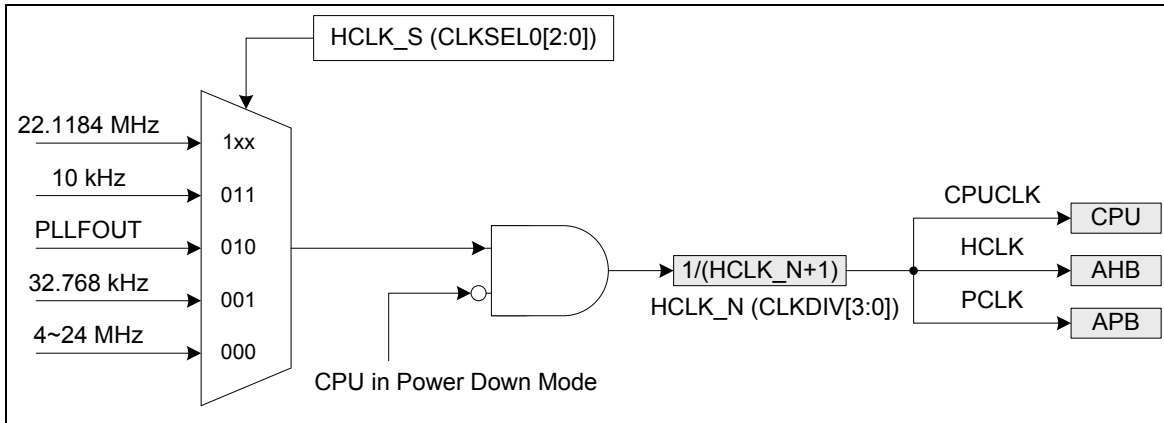 HCLK_S (CLKSEL0[2:0])
22.1184 MHz
1xx
10 kHz
011
PLLFOUT
010
32.768 kHz
001
4~24 MHz
000
CPU in Power Down Mode
1/(HCLK_N+1)
HCLK_N (CLKDIV[3:0])
CPUCLK
CPU
HCLK
AHB
PCLK
APB